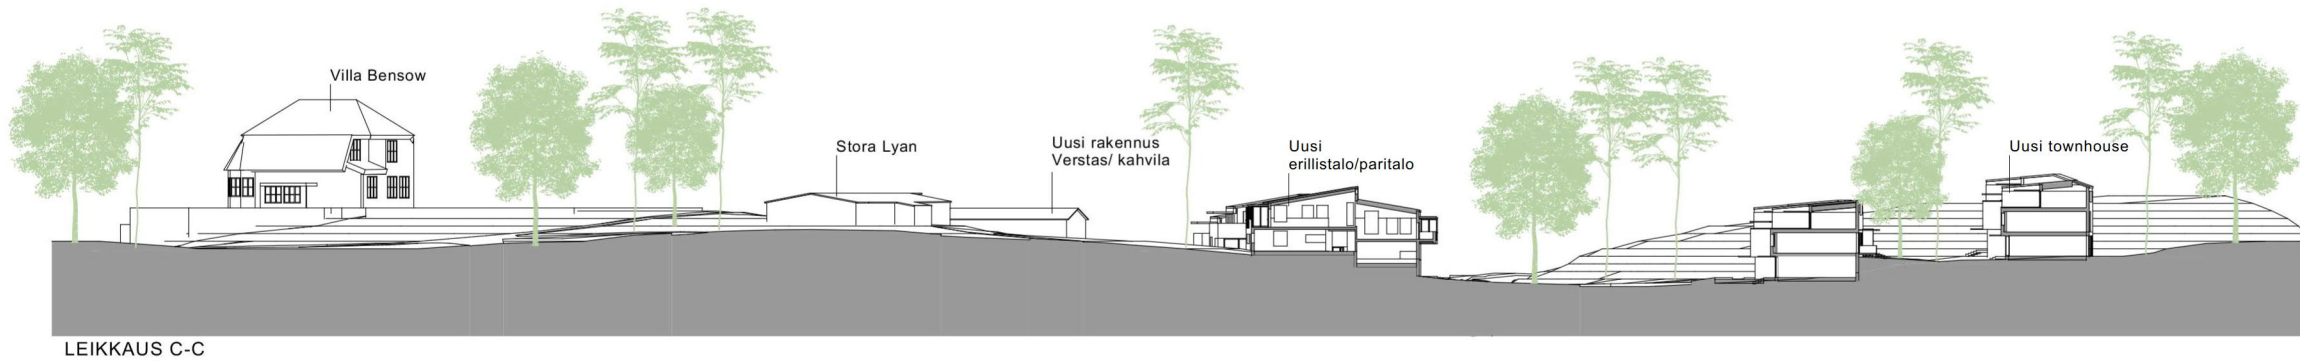 Villa Bensow
Stora Lyan
Uusi rakennus
Verstas/ kahvila
Uusi
erillistalo/paritalo
Uusi townhouse
LEIKKAUS C-C